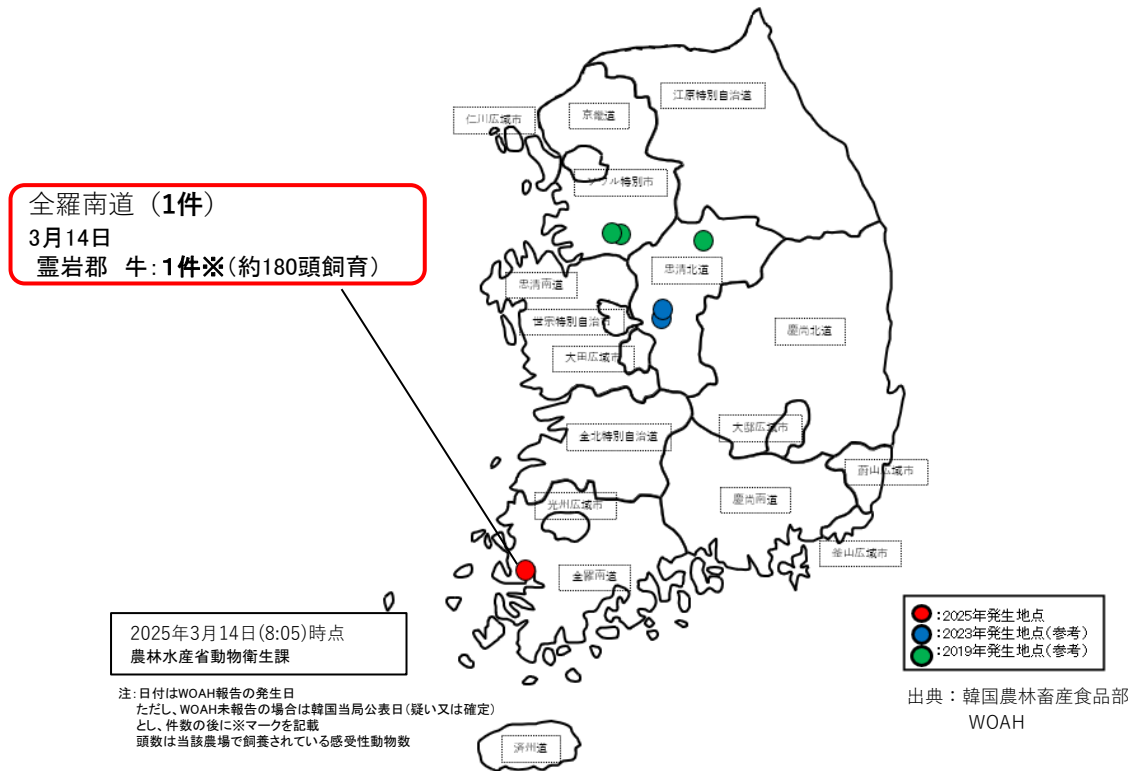 江原特別自治道
京畿道
仁川広域市
ソウル特別市
全羅南道（1件）
3月14日
霊岩郡　牛：1件※（約180頭飼育）
忠清北道
忠清南道
世宗特別自治市
慶尚北道
大田広域市
大邱広域市
全北特別自治道
蔚山広域市
慶尚南道
光州広域市
釜山広域市
全羅南道
2025年3月14日(8:05)時点
農林水産省動物衛生課
：2025年発生地点
：2023年発生地点（参考）
：2019年発生地点（参考）
注：日付はWOAH報告の発生日
ただし、WOAH未報告の場合は韓国当局公表日（疑い又は確定）
とし、件数の後に※マークを記載
頭数は当該農場で飼養されている感受性動物数
出典：韓国農林畜産食品部
WOAH
済州道